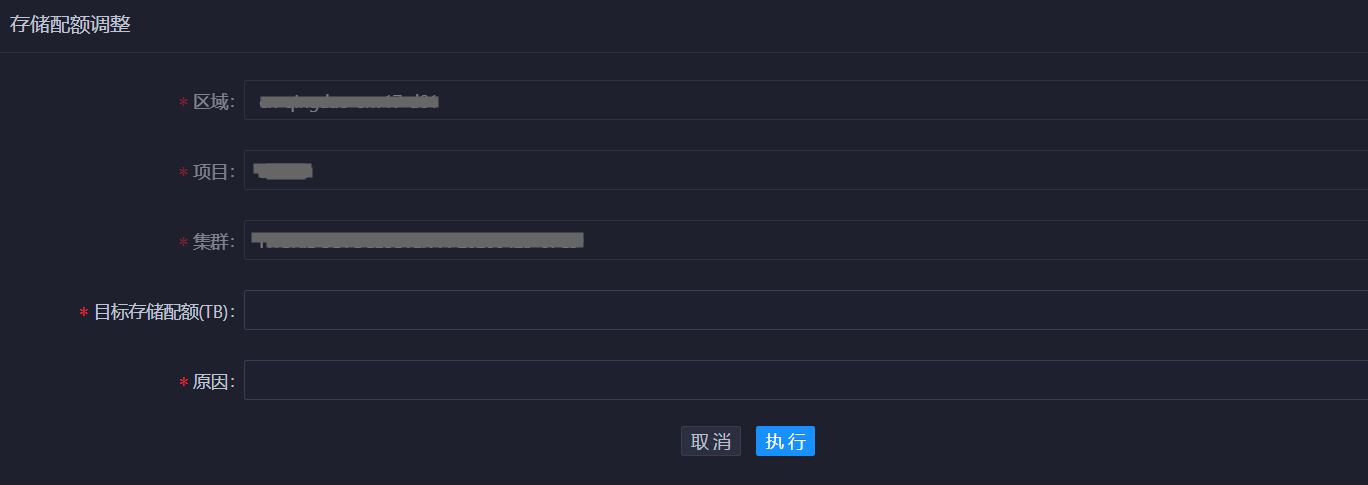 存储配额调整
* 区域:
* 项目:
* 集群:
* 目标存储配额(TB):
* 原因:
取 消 执 行